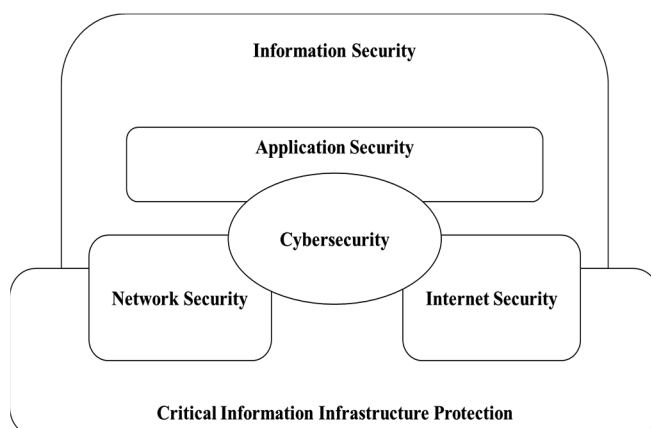 Information Security
Application Security
Cybersecurity
Network Security
Internet Security
Critical Information Infrastructure Protection